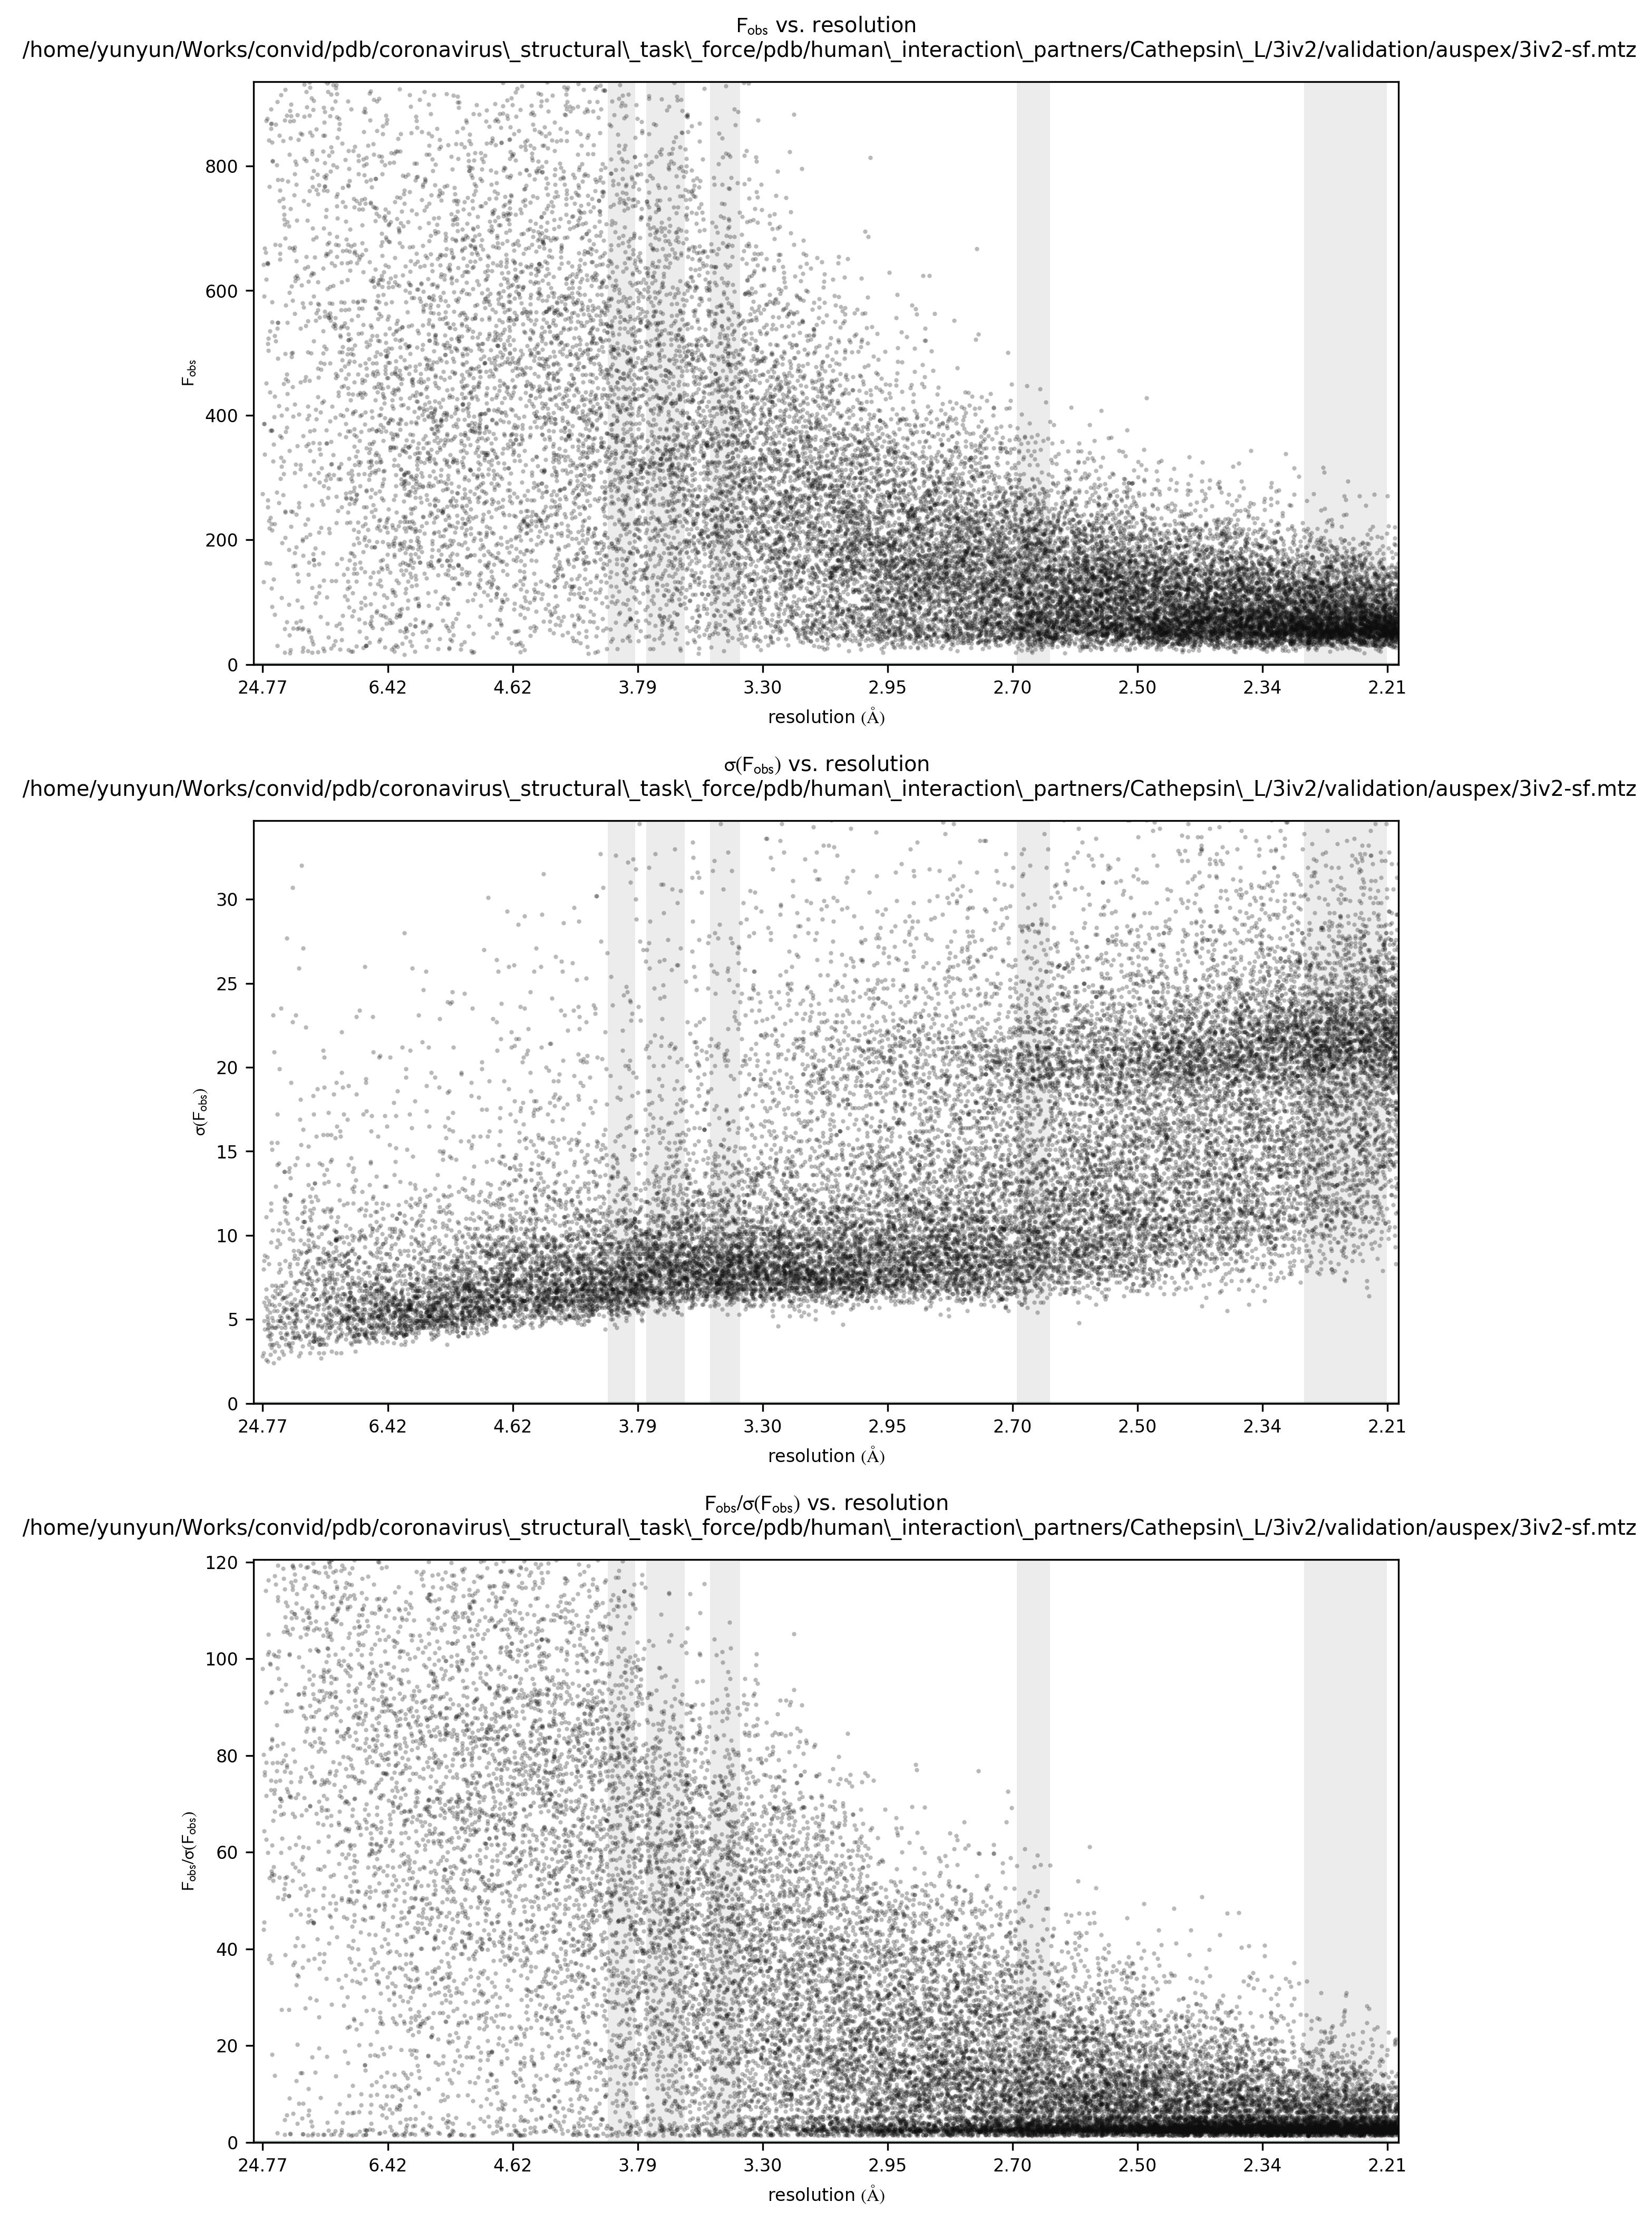 Fobs vs. resolution
/home/yunyun/Works/convid/pdb/coronavirus\_structural\_task\_force/pdb/human\_interaction\_partners/Cathepsin\_L/3iv2/validation/auspex/3iv2-sf.mtz
800
600
400
200
0
Fobs
24.77 6.42 4.62 3.79 3.30 2.95 2.70 2.50 2.34 2.21
resolution (Å)
σ(Fobs) vs. resolution
/home/yunyun/Works/convid/pdb/coronavirus\_structural\_task\_force/pdb/human\_interaction\_partners/Cathepsin\_L/3iv2/validation/auspex/3iv2-sf.mtz
30
25
20
15
10
5
0
σ(Fobs)
24.77 6.42 4.62 3.79 3.30 2.95 2.70 2.50 2.34 2.21
resolution (Å)
Fobs/σ(Fobs) vs. resolution
/home/yunyun/Works/convid/pdb/coronavirus\_structural\_task\_force/pdb/human\_interaction\_partners/Cathepsin\_L/3iv2/validation/auspex/3iv2-sf.mtz
120
100
80
60
40
20
0
Fobs/σ(Fobs)
24.77 6.42 4.62 3.79 3.30 2.95 2.70 2.50 2.34 2.21
resolution (Å)